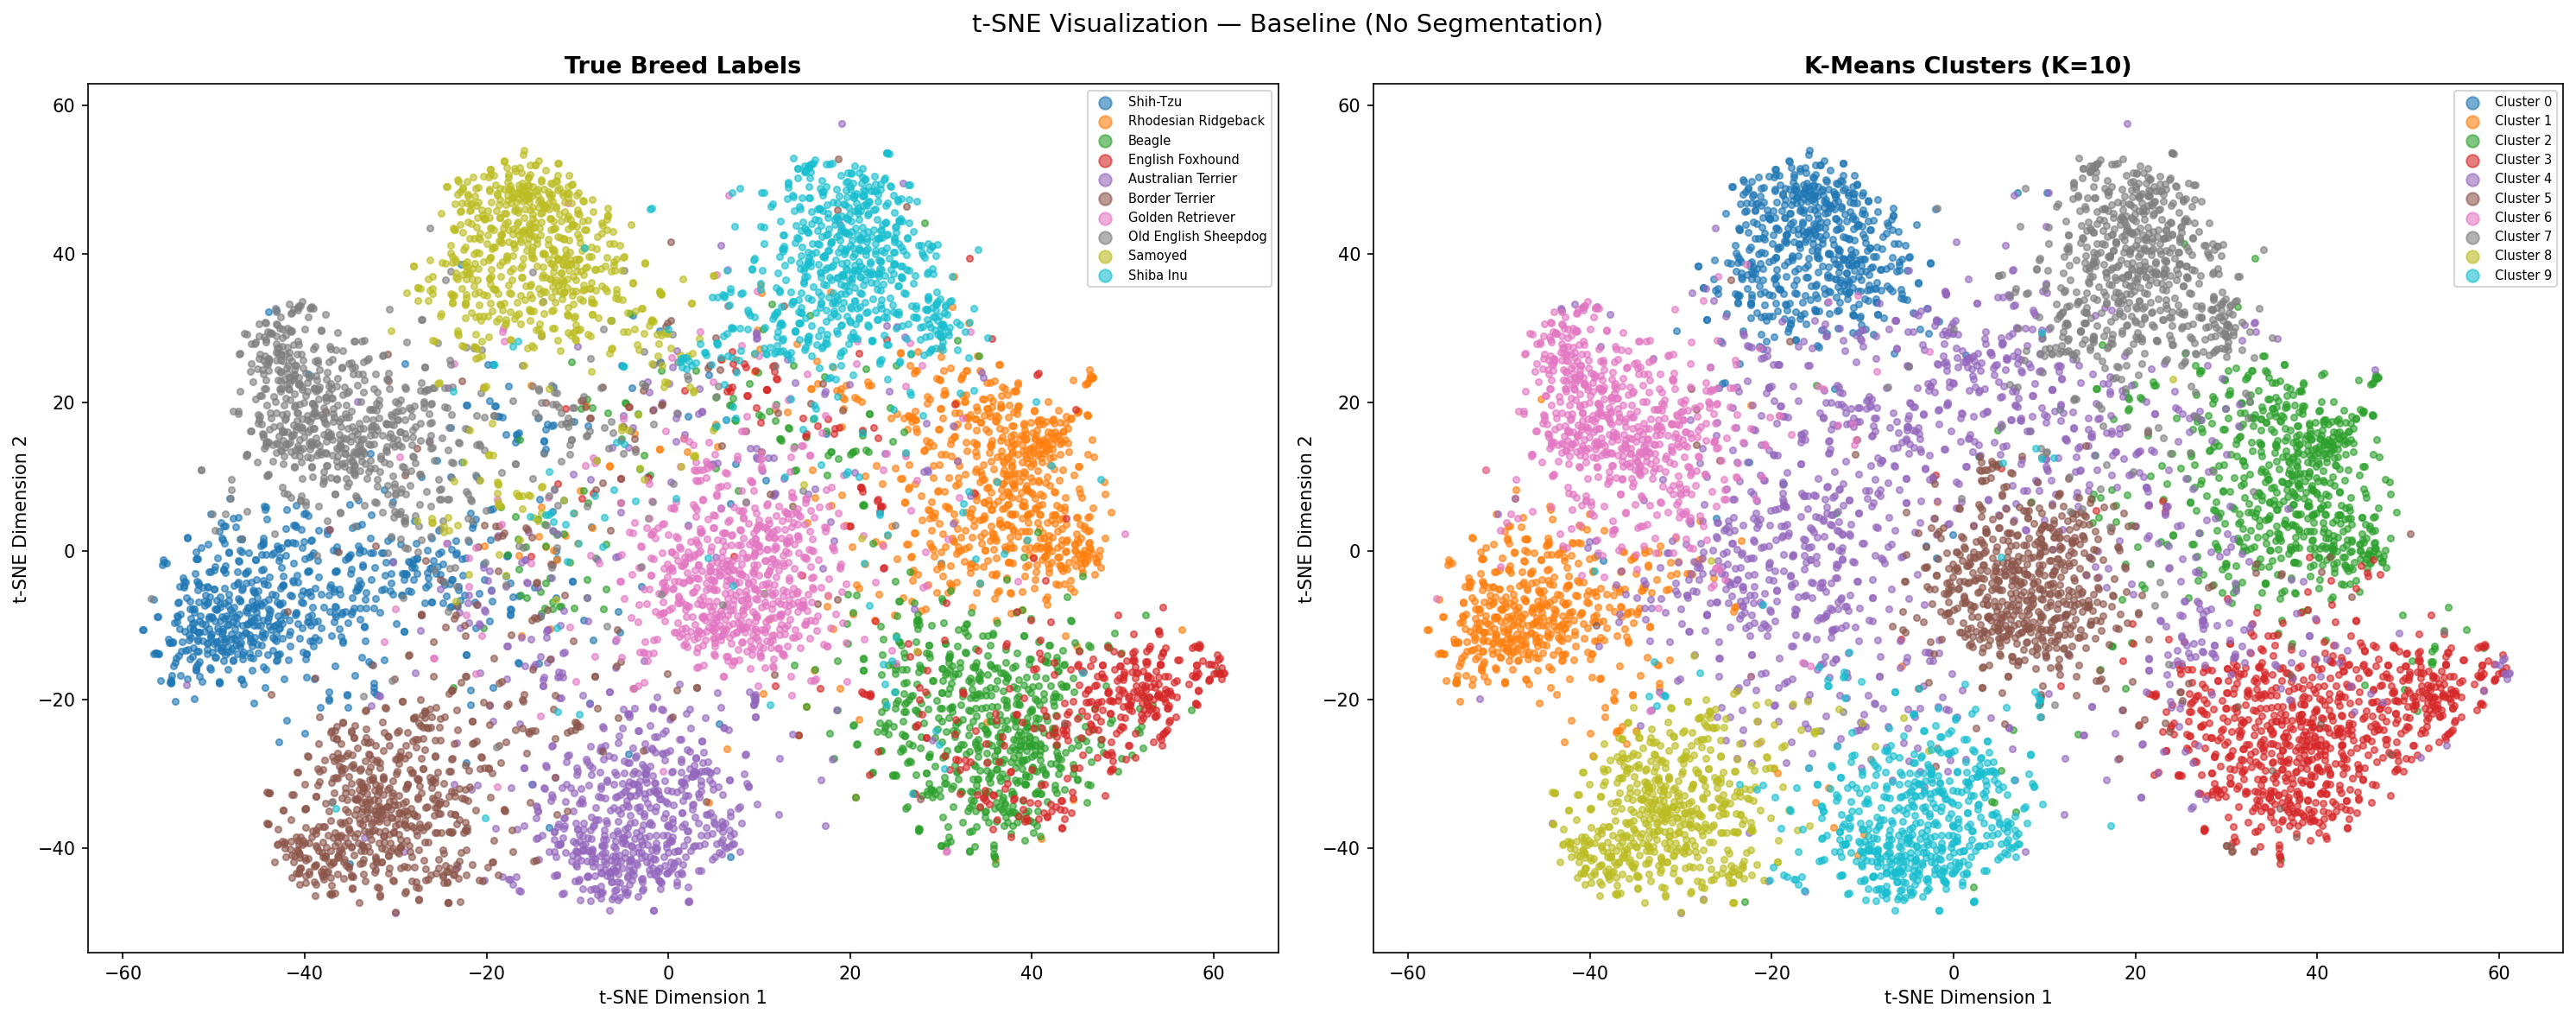 t-SNE Visualization — Baseline (No Segmentation)
True Breed Labels
60
40
20
0
−20
−40
−60
−40
−20
0
20
40
60
t-SNE Dimension 2
t-SNE Dimension 1
Shih-Tzu
Rhodesian Ridgeback
Beagle
English Foxhound
Australian Terrier
Border Terrier
Golden Retriever
Old English Sheepdog
Samoyed
Shiba Inu
K-Means Clusters (K=10)
60
40
20
0
−20
−40
−60
−40
−20
0
20
40
60
t-SNE Dimension 2
t-SNE Dimension 1
Cluster 0
Cluster 1
Cluster 2
Cluster 3
Cluster 4
Cluster 5
Cluster 6
Cluster 7
Cluster 8
Cluster 9